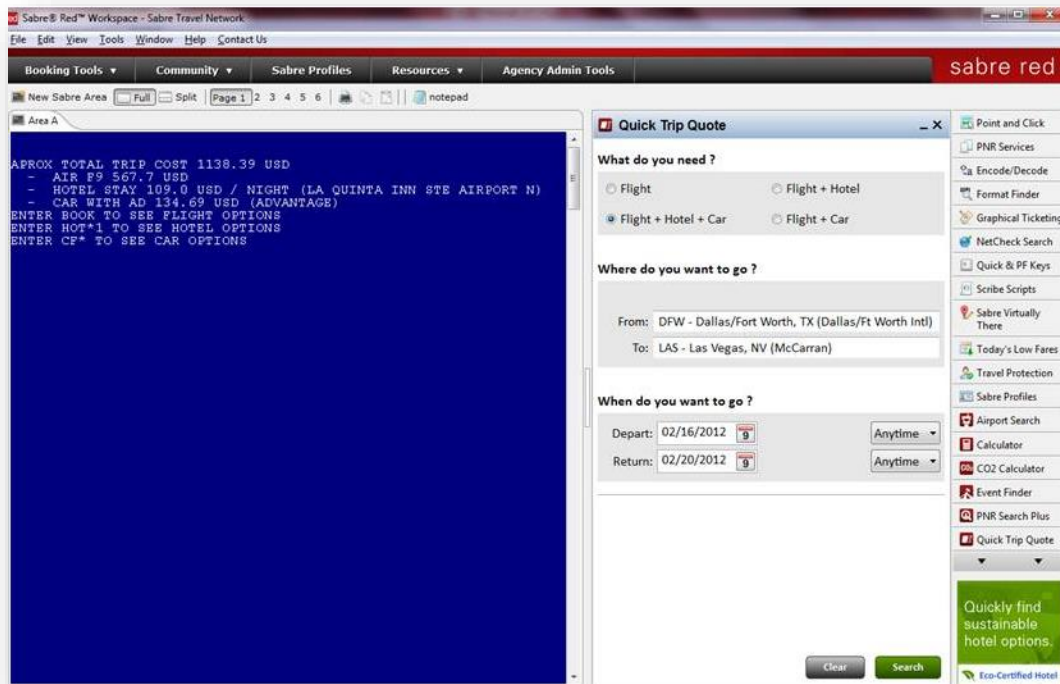 Sabre® Red™ Workspace - Sabre Travel Network
File Edit View Tools Window Help Contact Us
Booking Tools Community Sabre Profiles Resources Agency Admin Tools
sabre red
New Sabre Area Full Split Page 1 2 3 4 5 6 notepad
Area A
APROX TOTAL TRIP COST 1138.39 USD
- AIR F9 567.7 USD
- HOTEL STAY 109.0 USD / NIGHT (LA QUINTA INN STE AIRPORT N)
- CAR WITH AD 134.69 USD (ADVANTAGE)
ENTER BOOK TO SEE FLIGHT OPTIONS
ENTER HOT*1 TO SEE HOTEL OPTIONS
ENTER CF* TO SEE CAR OPTIONS
Quick Trip Quote
What do you need ?
Flight Flight + Hotel
Flight + Hotel + Car Flight + Car
Where do you want to go ?
From: DFW - Dallas/Fort Worth, TX (Dallas/Ft Worth Intl)
To: LAS - Las Vegas, NV (McCarran)
When do you want to go ?
Depart: 02/16/2012 9 Anytime
Return: 02/20/2012 9 Anytime
Clear Search
Point and Click
PNR Services
Encode/Decode
Format Finder
Graphical Ticketing
NetCheck Search
Quick & PF Keys
Scribe Scripts
Sabre Virtually
There
Today's Low Fares
Travel Protection
Sabre Profiles
Airport Search
Calculator
CO2 Calculator
Event Finder
PNR Search Plus
Quick Trip Quote
Quickly find
sustainable
hotel options.
Eco-Certified Hotel